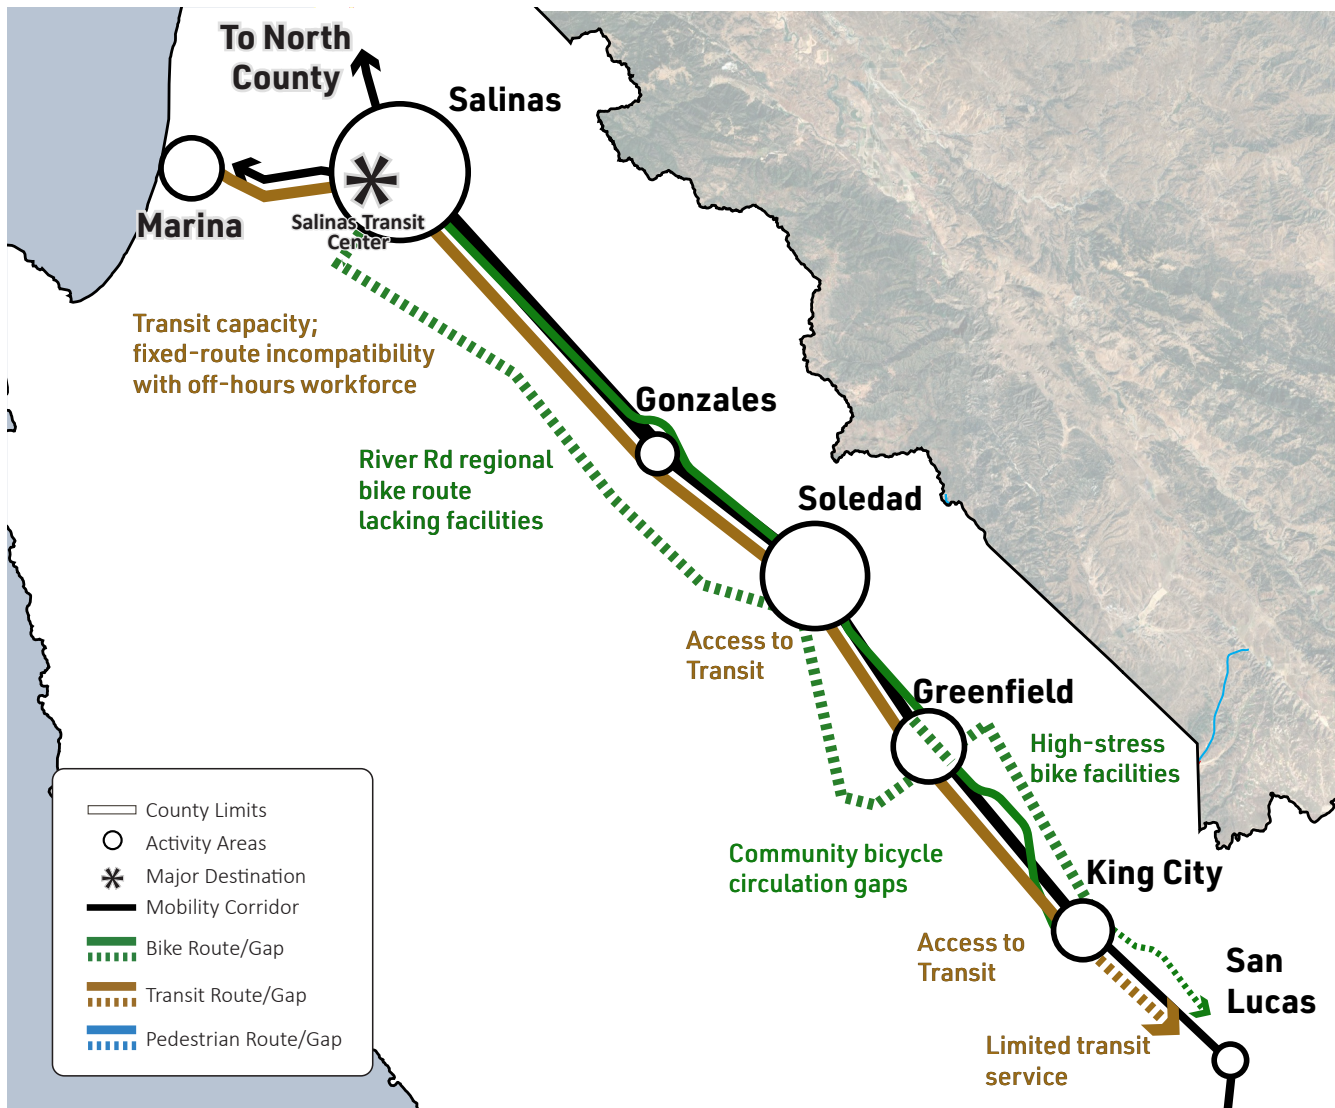 To North
County
Salinas
Marina
Salinas Transit
Center
Transit capacity;
fixed-route incompatibility
with off-hours workforce
Gonzales
River Rd regional
bike route
lacking facilities
Soledad
Access to
Transit
Greenfield
High-stress
bike facilities
Community bicycle
circulation gaps
King City
Access to
Transit
San
Lucas
Limited transit
service
County Limits
Activity Areas
Major Destination
Mobility Corridor
Bike Route/Gap
Transit Route/Gap
Pedestrian Route/Gap